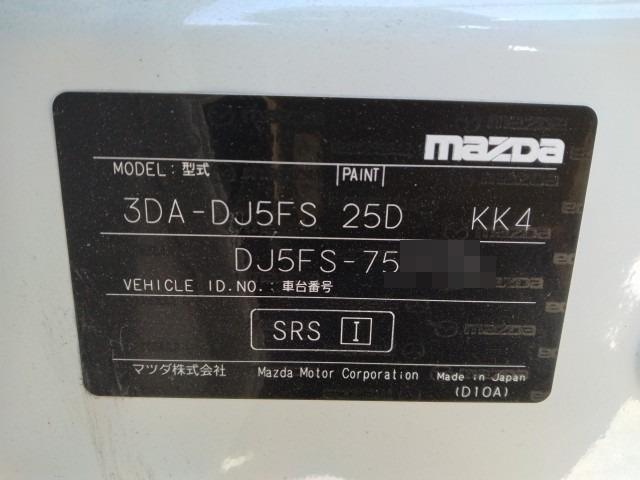 mazda
MODEL:型式 PAINT
3DA-DJ5FS 25D KK4
DJ5FS-75
VEHICLE ID.NO.:車台番号
SRS I
マツダ株式会社 Mazda Motor Corporation Made in Japan
(D10A)